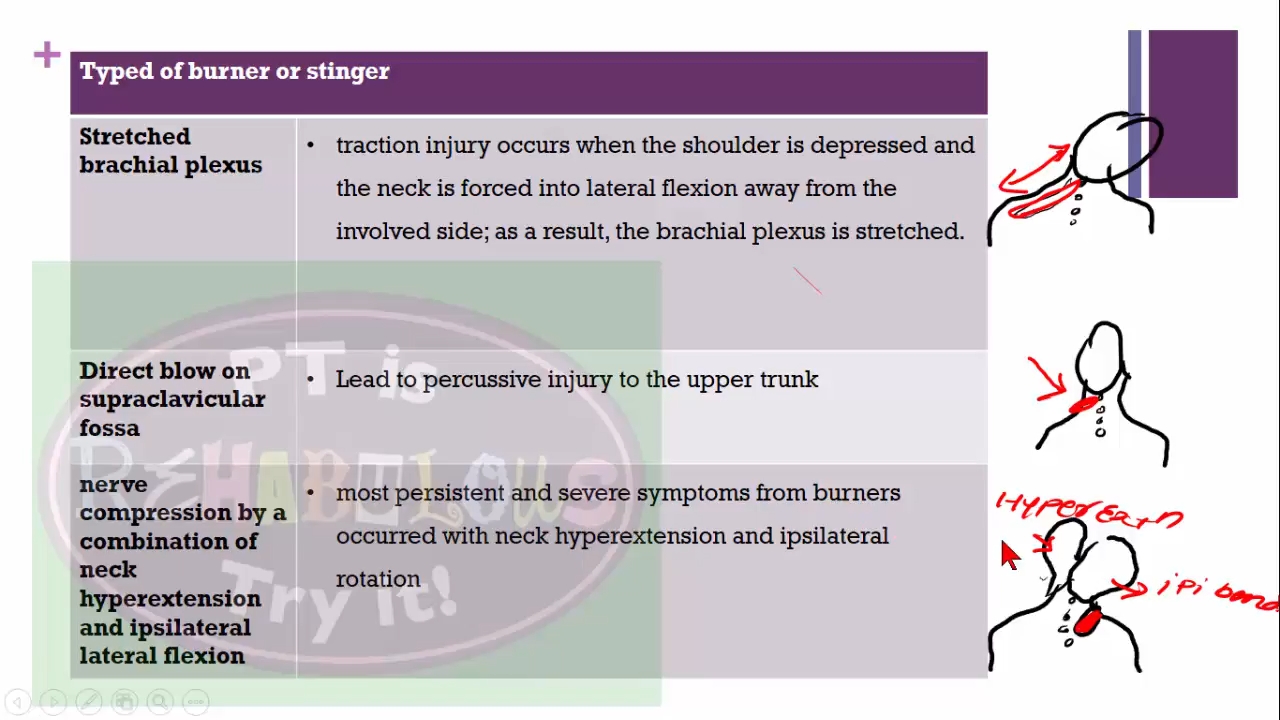 Typed of burner or stinger
Stretched
brachial plexus
• traction injury occurs when the shoulder is depressed and
the neck is forced into lateral flexion away from the
involved side; as a result, the brachial plexus is stretched.
Direct blow on
supraclavicular
fossa
• Lead to percussive injury to the upper trunk
nerve
compression by a
combination of
neck
hyperextension
and ipsilateral
lateral flexion
• most persistent and severe symptoms from burners
occurred with neck hyperextension and ipsilateral
rotation
PT is
REHABULOUS
Try it!